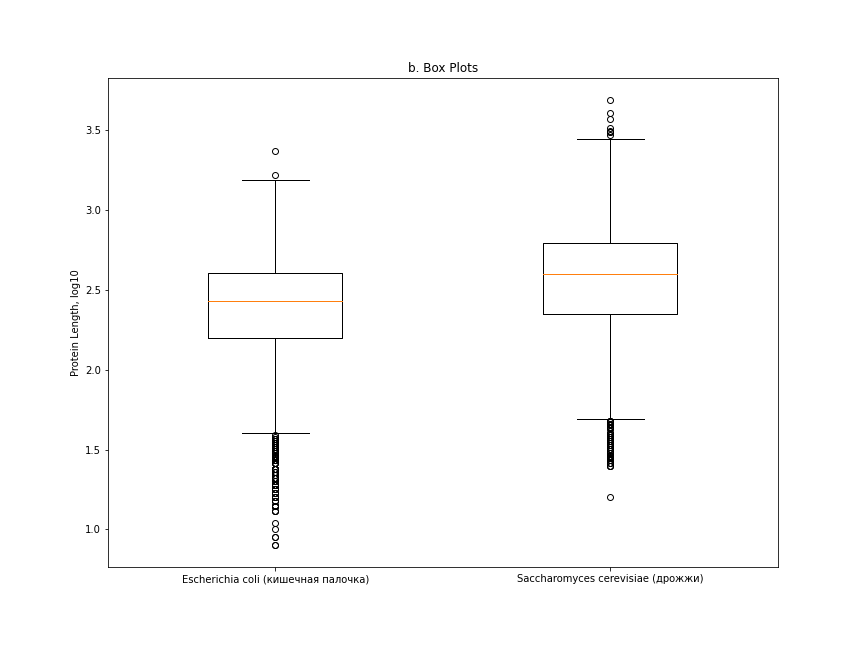 b. Box Plots
Protein Length, log10
3.5
3.0
2.5
2.0
1.5
1.0
Escherichia coli (кишечная палочка)
Saccharomyces cerevisiae (дрожжи)